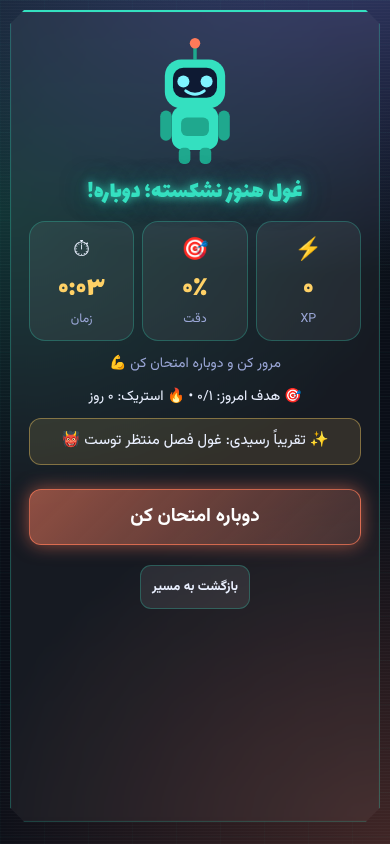 غول هنوز نشکسته؛ دوباره!
⚡ 🎯 ⏱
۰ ۰٪ ۰:۰۳
XP دقت زمان
مرور کن و دوباره امتحان کن 💪
🎯 هدف امروز: ۰/۱ • 🔥 استریک: ۰ روز
✨ تقریباً رسیدی: غول فصل منتظر توست 👹
دوباره امتحان کن
بازگشت به مسیر